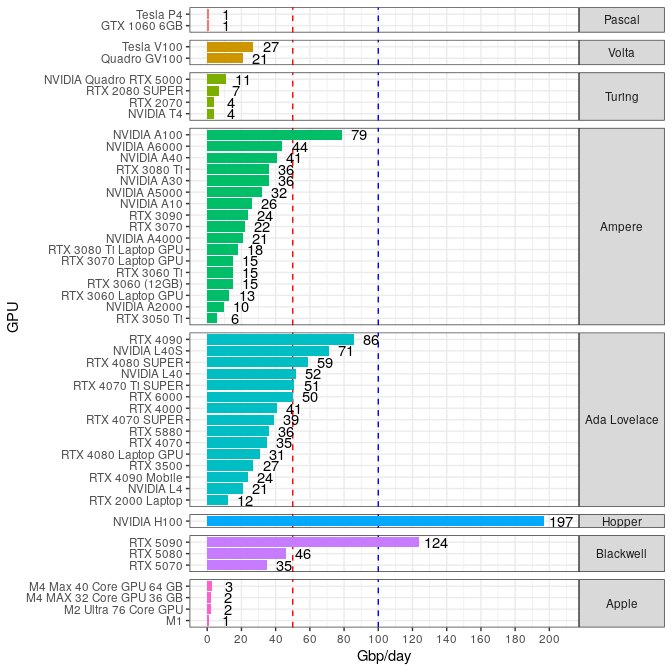 Tesla P4 1
GTX 1060 6GB 1
Pascal
Tesla V100 27
Quadro GV100 21
Volta
NVIDIA Quadro RTX 5000 11
RTX 2080 SUPER 7
RTX 2070 4
NVIDIA T4 4
Turing
NVIDIA A100 79
NVIDIA A6000 44
NVIDIA A40 41
RTX 3080 Ti 36
NVIDIA A30 36
NVIDIA A5000 32
NVIDIA A10 26
RTX 3090 24
RTX 3070 22
NVIDIA A4000 21
RTX 3080 Ti Laptop GPU 18
RTX 3070 Laptop GPU 15
RTX 3060 Ti 15
RTX 3060 (12GB) 15
RTX 3060 Laptop GPU 13
NVIDIA A2000 10
RTX 3050 Ti 6
Ampere
RTX 4090 86
NVIDIA L40S 71
RTX 4080 SUPER 59
NVIDIA L40 52
RTX 4070 Ti SUPER 51
RTX 6000 50
RTX 4000 41
RTX 4070 SUPER 39
RTX 5880 36
RTX 4070 35
RTX 4080 Laptop GPU 31
RTX 3500 27
RTX 4090 Mobile 24
NVIDIA L4 21
RTX 2000 Laptop 12
Ada Lovelace
NVIDIA H100 197
Hopper
RTX 5090 124
RTX 5080 46
RTX 5070 35
Blackwell
M4 Max 40 Core GPU 64 GB 3
M4 MAX 32 Core GPU 36 GB 2
M2 Ultra 76 Core GPU 2
M1 1
Apple
0 20 40 60 80 100 120 140 160 180 200
Gbp/day
GPU